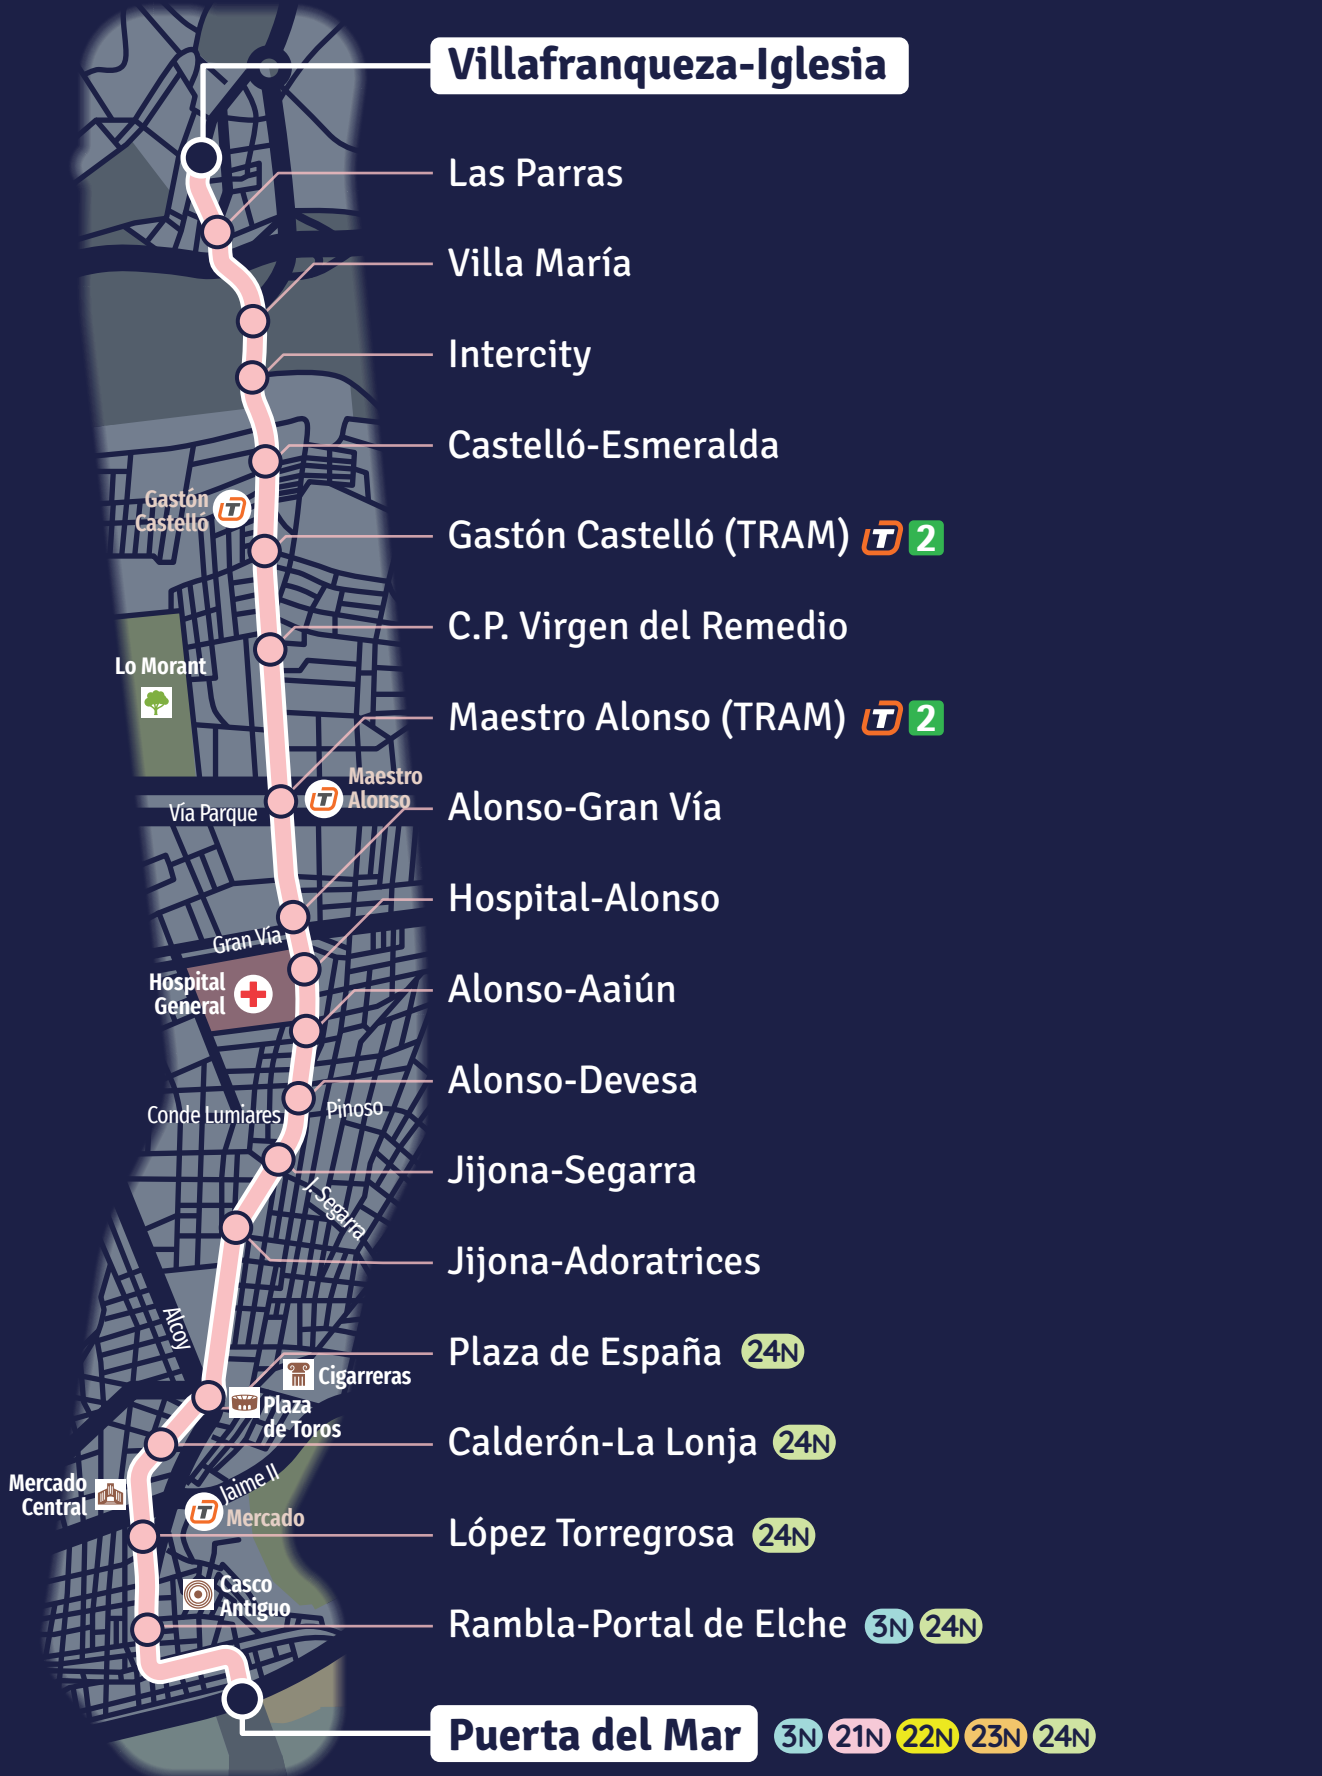 Villafranqueza-Iglesia
Las Parras
Villa María
Intercity
Castelló-Esmeralda
Gastón
Castelló
T
Gastón Castelló (TRAM) T 2
C.P. Virgen del Remedio
Lo Morant
Maestro Alonso (TRAM) T 2
Maestro
Alonso
T
Vía Parque
Alonso-Gran Vía
Hospital-Alonso
Gran Vía
Hospital
General
Alonso-Aaiún
Alonso-Devesa
Conde Lumiares
Pinoso
Jijona-Segarra
J. Segarra
Jijona-Adoratrices
Alcoy
Plaza de España 24N
Cigarreras
Plaza
de Toros
Calderón-La Lonja 24N
Mercado
Central
Jaime II
T Mercado
López Torregrosa 24N
Casco
Antiguo
Rambla-Portal de Elche 3N 24N
Puerta del Mar 3N 21N 22N 23N 24N